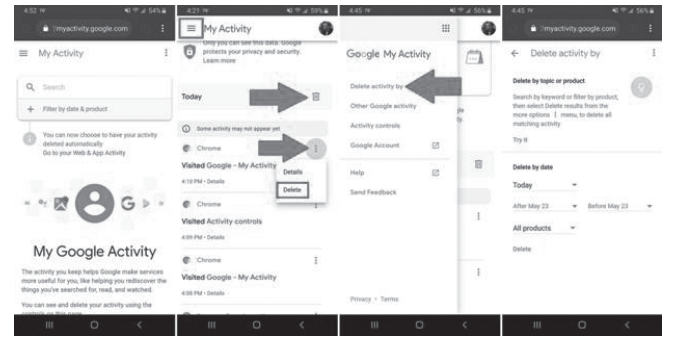 4:52
54%
myactivity.google.com
My Activity
Search
Filter by date & product
You can now choose to have your activity
deleted automatically
Go to your Web & App Activity
My Google Activity
The activity you keep helps Google make services
more useful for you, like helping you rediscover the
things you've searched for, read, and watched.
You can see and delete your activity using the
controls on this page.
4:21
59%
My Activity
Only you can see this data. Google
protects your privacy and security.
Learn more
Today
Some activity may not appear yet
Chrome
Visited Google - My Activity
Details
Delete
4:10 PM • Details
Chrome
Visited Activity controls
4:09 PM • Details
Chrome
Visited Google - My Activity
4:08 PM • Details
4:45
56%
Google My Activity
Delete activity by
Other Google activity
Activity controls
Google Account
Help
Send Feedback
Privacy • Terms
4:45
56%
myactivity.google.com
Delete activity by
Delete by topic or product
Search by keyword or filter by product,
then select Delete results from the
more options menu, to delete all
matching activity
Try it
Delete by date
Today
After May 23 Before May 23
All products
Delete